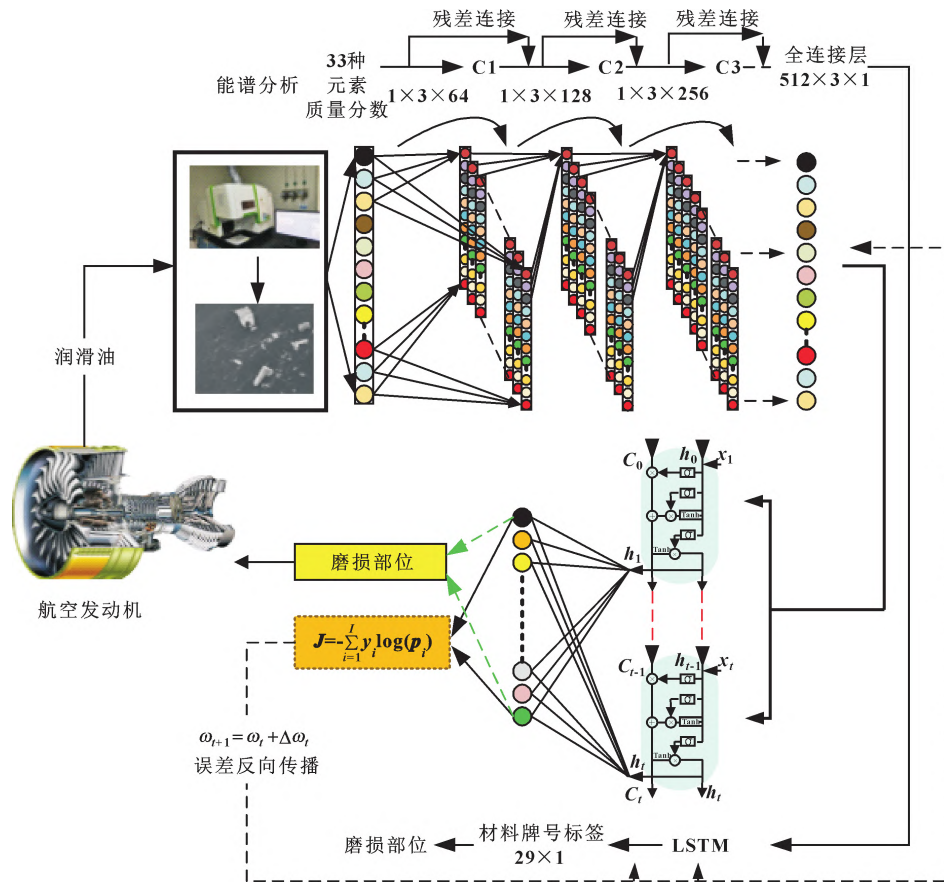 残差连接
残差连接
残差连接
能谱分析
33种
元素
质量分数
C1
C2
C3
全连接层
512×3×1
1×3×64
1×3×128
1×3×256
润滑油
航空发动机
C₀
h₀
x₁
×
σ
σ
+
×
Tanh
σ
Tanh
×
h₁
磨损部位
J=-∑ᵢ₌₁ᴵ yᵢlog(pᵢ)
Cₜ₋₁
hₜ₋₁
xₜ
×
σ
σ
+
×
Tanh
σ
Tanh
×
hₜ
Cₜ
hₜ
ωₜ₊₁=ωₜ+Δωₜ
误差反向传播
磨损部位
材料牌号标签
29×1
LSTM